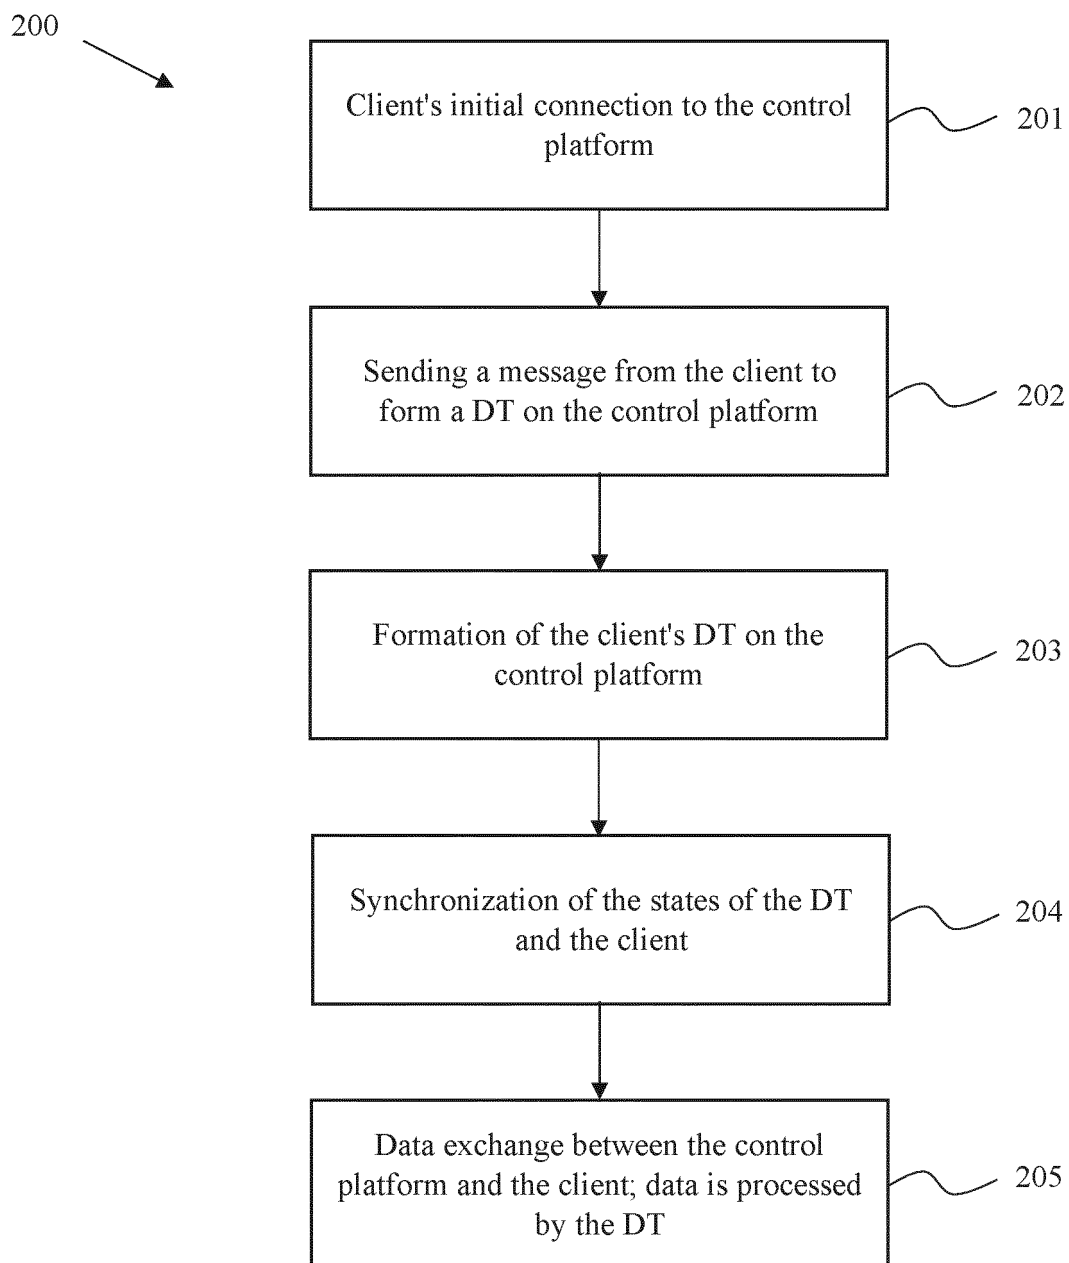 200
Client's initial connection to the control
platform
201
Sending a message from the client to
form a DT on the control platform
202
Formation of the client's DT on the
control platform
203
Synchronization of the states of the DT
and the client
204
Data exchange between the control
platform and the client; data is processed
by the DT
205